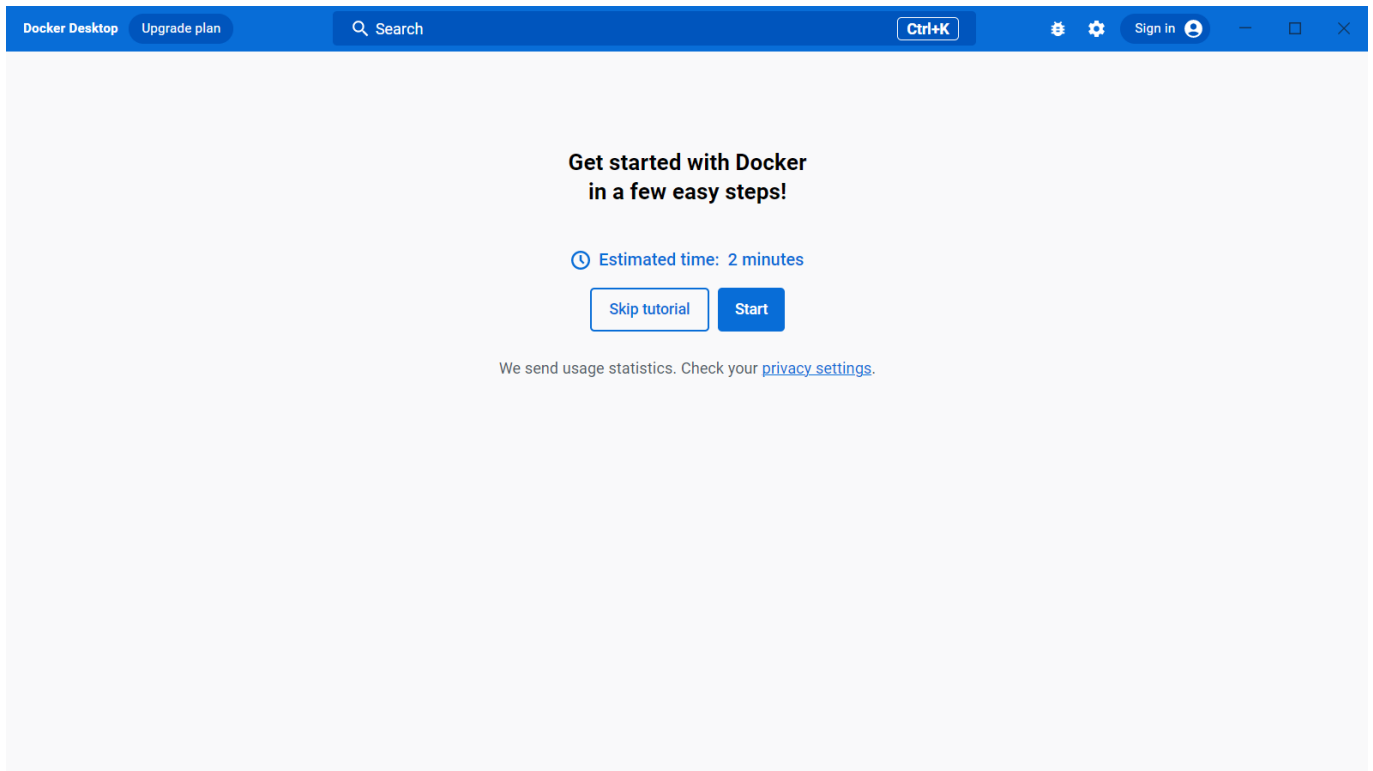 Docker Desktop Upgrade plan Search Ctrl+K Sign in
Get started with Docker
in a few easy steps!
Estimated time: 2 minutes
Skip tutorial Start
We send usage statistics. Check your privacy settings.